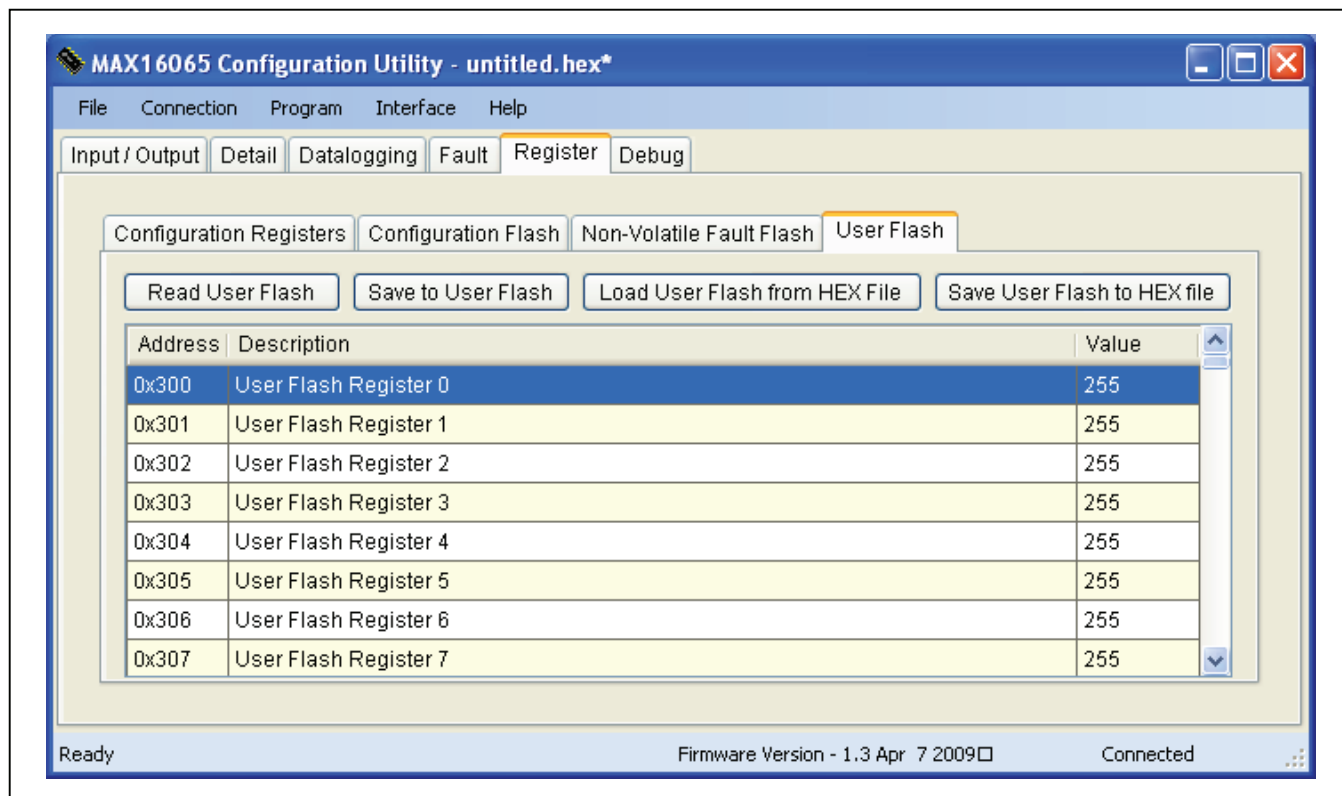 MAX16065 Configuration Utility - untitled.hex*
File Connection Program Interface Help
Input / Output Detail Datalogging Fault Register Debug
Configuration Registers Configuration Flash Non-Volatile Fault Flash User Flash
Read User Flash Save to User Flash Load User Flash from HEX File Save User Flash to HEX file
Address Description Value
0x300 User Flash Register 0 255
0x301 User Flash Register 1 255
0x302 User Flash Register 2 255
0x303 User Flash Register 3 255
0x304 User Flash Register 4 255
0x305 User Flash Register 5 255
0x306 User Flash Register 6 255
0x307 User Flash Register 7 255
Ready Firmware Version - 1.3 Apr 7 2009□ Connected